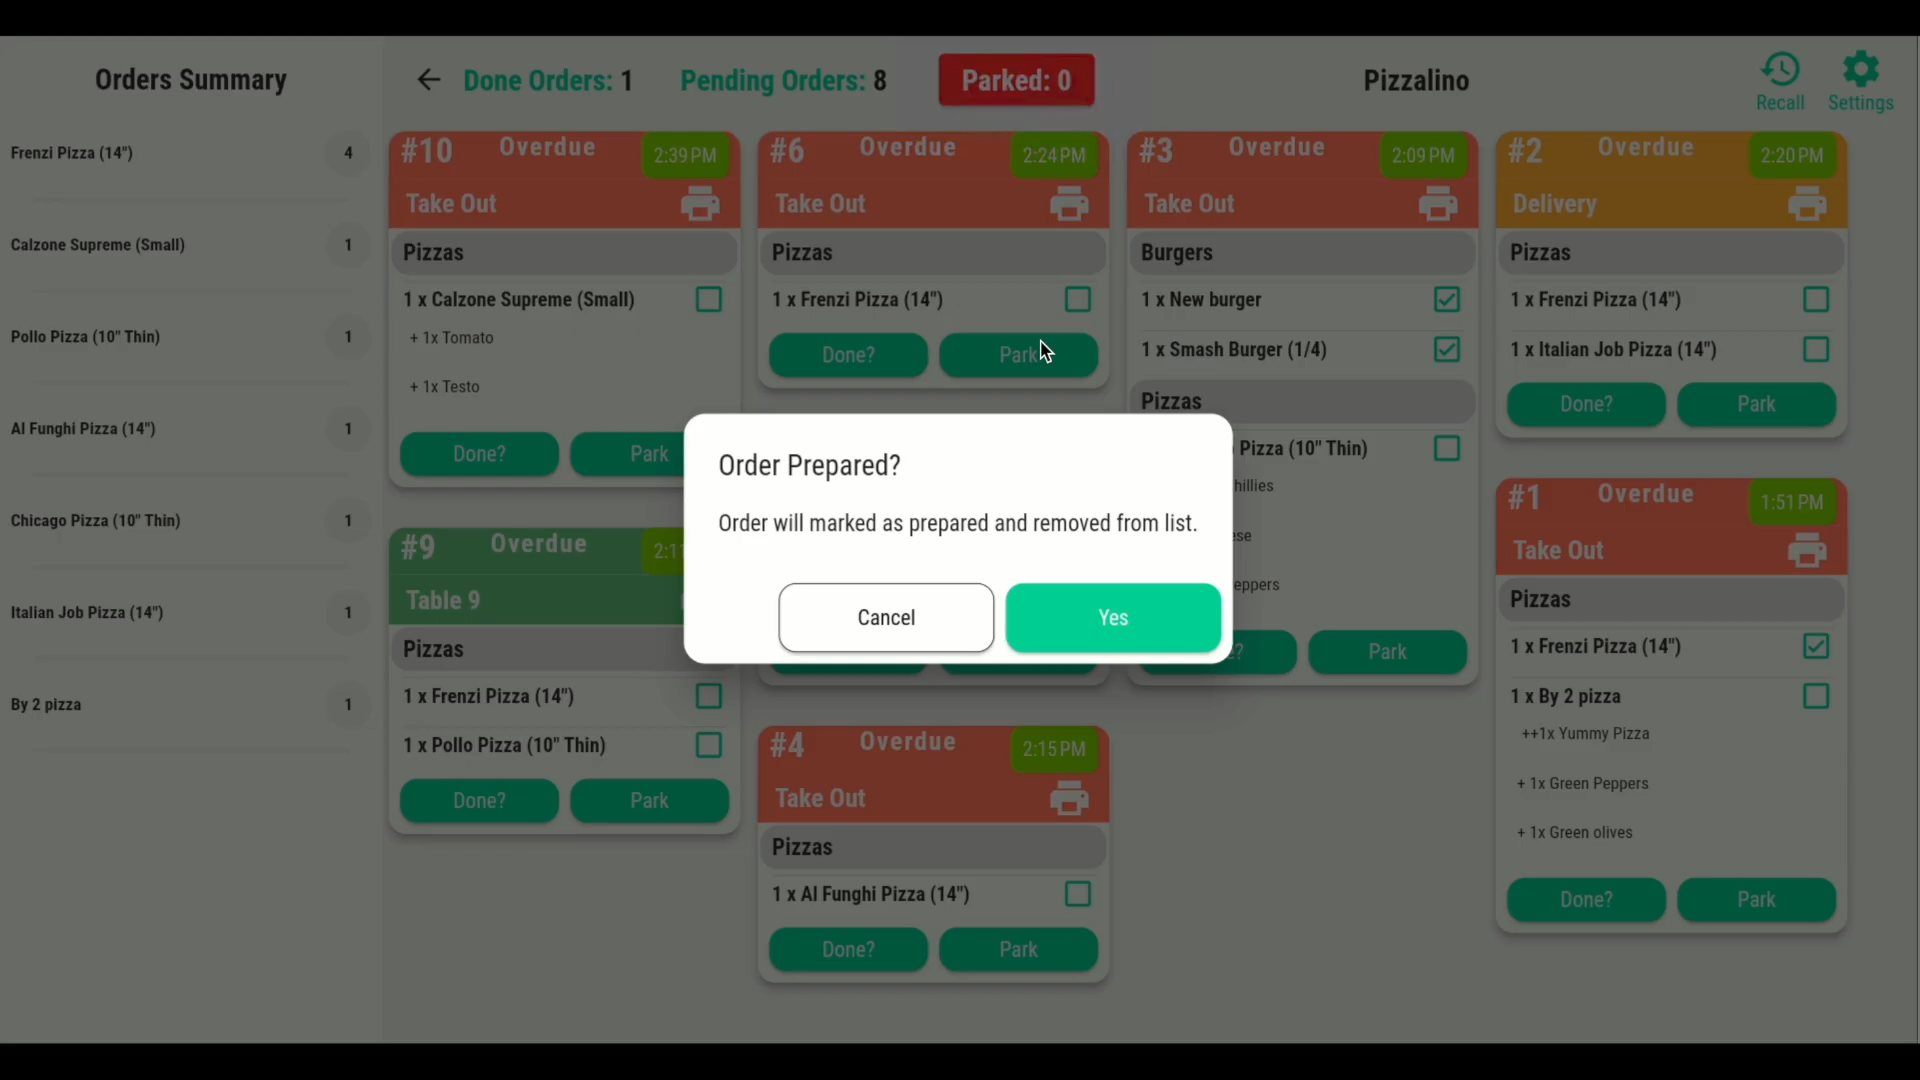 Orders Summary
Done Orders: 1
Pending Orders: 8
Parked: 0
Pizzalino
Recall
Settings
Frenzi Pizza (14") 4
Calzone Supreme (Small) 1
Pollo Pizza (10" Thin) 1
Al Funghi Pizza (14") 1
Chicago Pizza (10" Thin) 1
Italian Job Pizza (14") 1
By 2 pizza 1
#10 Overdue 2:39 PM
Take Out
Pizzas
1 x Calzone Supreme (Small)
+ 1x Tomato
+ 1x Testo
Done? Park
#9 Overdue
Table 9
Pizzas
1 x Frenzi Pizza (14")
1 x Pollo Pizza (10" Thin)
Done? Park
#6 Overdue 2:24 PM
Take Out
Pizzas
1 x Frenzi Pizza (14")
Done? Park
#4 Overdue 2:15 PM
Take Out
Pizzas
1 x Al Funghi Pizza (14")
Done? Park
#3 Overdue 2:09 PM
Take Out
Burgers
1 x New burger
1 x Smash Burger (1/4)
Pizzas
Pizza (10" Thin)
Park
#2 Overdue 2:20 PM
Delivery
Pizzas
1 x Frenzi Pizza (14")
1 x Italian Job Pizza (14")
Done? Park
#1 Overdue 1:51 PM
Take Out
Pizzas
1 x Frenzi Pizza (14")
1 x By 2 pizza
++1x Yummy Pizza
+ 1x Green Peppers
+ 1x Green olives
Done? Park
Order Prepared?
Order will marked as prepared and removed from list.
Cancel Yes